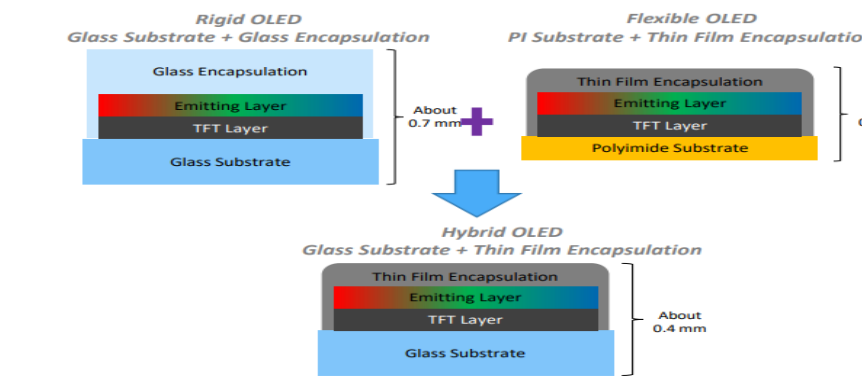 Rigid OLED
Glass Substrate + Glass Encapsulation
Glass Encapsulation
Emitting Layer
TFT Layer
Glass Substrate
About
0.7 mm
Flexible OLED
PI Substrate + Thin Film Encapsulatio
Thin Film Encapsulation
Emitting Layer
TFT Layer
Polyimide Substrate
Hybrid OLED
Glass Substrate + Thin Film Encapsulation
Thin Film Encapsulation
Emitting Layer
TFT Layer
Glass Substrate
About
0.4 mm